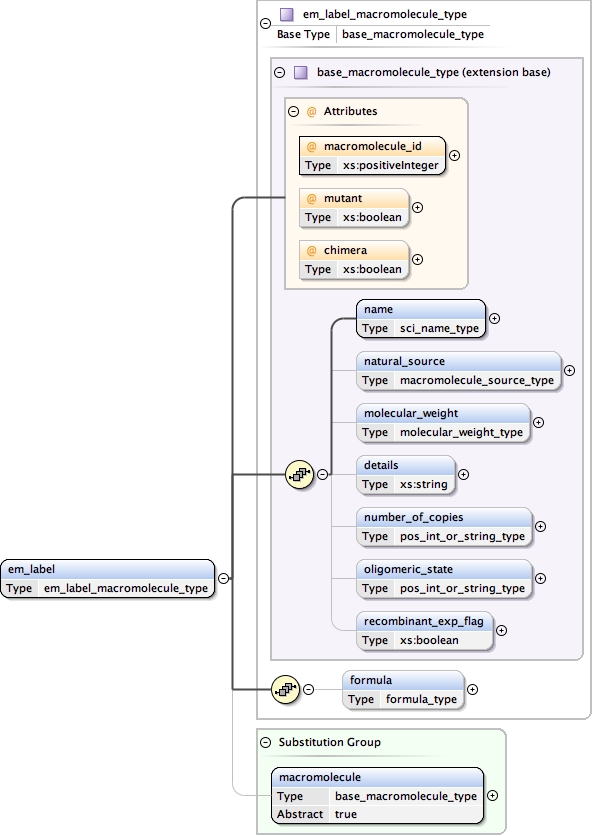 em_label_macromolecule_type
Base Type base_macromolecule_type
base_macromolecule_type (extension base)
@ Attributes
@ macromolecule_id
Type xs:positiveInteger
@ mutant
Type xs:boolean
@ chimera
Type xs:boolean
name
Type sci_name_type
natural_source
Type macromolecule_source_type
molecular_weight
Type molecular_weight_type
details
Type xs:string
number_of_copies
Type pos_int_or_string_type
oligomeric_state
Type pos_int_or_string_type
recombinant_exp_flag
Type xs:boolean
em_label
Type em_label_macromolecule_type
formula
Type formula_type
Substitution Group
macromolecule
Type base_macromolecule_type
Abstract true